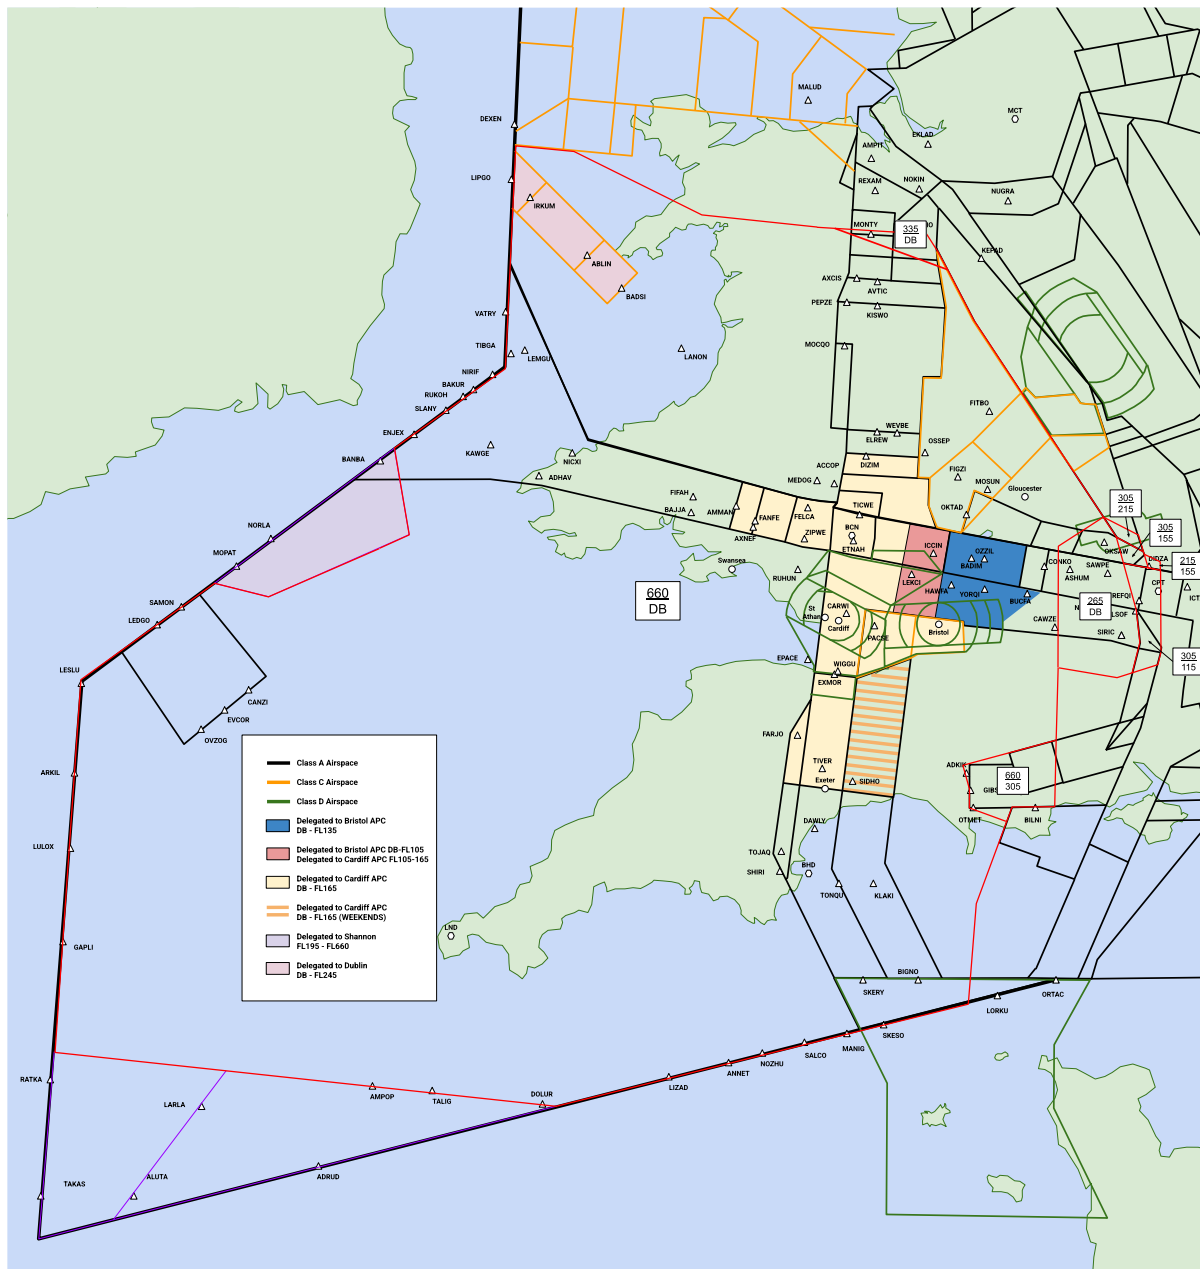 MALUD
MCT
DEXEN
EKLAD
AMPIT
LIPGO
REXAM
NOKIN
NUGRA
IRKUM
MONTY
335
DB
KEPAD
ABLIN
AXCIS
AVTIC
BADSI
PEPZE
KISWO
VATRY
TIBGA
LEMGU
LANON
MOCQO
NIRIF
BAKUR
RUKOH
SLANY
FITBO
ENJEX
WEVBE
ELREW
OSSEP
KAWGE
NICXI
BANBA
DIZIM
ACCOP
FIGZI
ADHAV
MEDOG
MOSUN
Gloucester
FIFAH
TICWE
305
215
BAJJA
AMMAN
FANFE
FELCA
OKTAD
NORLA
AXNEF
ZIPWE
BCN
ETNAH
305
155
ICCIN
OZZIL
OKSAW
MOPAT
Swansea
BADIM
CONKO
SAWPE
DIDZA
215
155
RUHUN
LEKCI
ASHUM
CPT
HAWFA
YORQI
BUCFA
REFQI
ICT
SAMON
660
DB
St
Athan
CARWI
Cardiff
265
DB
N
LSOF
LEDGO
PACSE
Bristol
CAWZE
SIRIC
305
115
LESLU
EPACE
WIGGU
EXMOR
CANZI
EVCOR
OVZOG
FARJO
ARKIL
TIVER
Exeter
SIDHO
ADKIK
660
305
GIBS
OTMET
BILNI
LULOX
DAWLY
TOJAQ
SHIRI
BHD
TONQU
KLAKI
Class A Airspace
Class C Airspace
Class D Airspace
Delegated to Bristol APC
DB - FL135
Delegated to Bristol APC DB-FL105
Delegated to Cardiff APC FL105-165
Delegated to Cardiff APC
DB - FL165
Delegated to Cardiff APC
DB - FL165 (WEEKENDS)
Delegated to Shannon
FL195 - FL660
Delegated to Dublin
DB - FL245
LND
GAPLI
BIGNO
SKERY
ORTAC
LORKU
SKESO
MANIG
SALCO
NOZHU
ANNET
LIZAD
RATKA
AMPOP
TALIG
DOLUR
LARLA
ADRUD
ALUTA
TAKAS